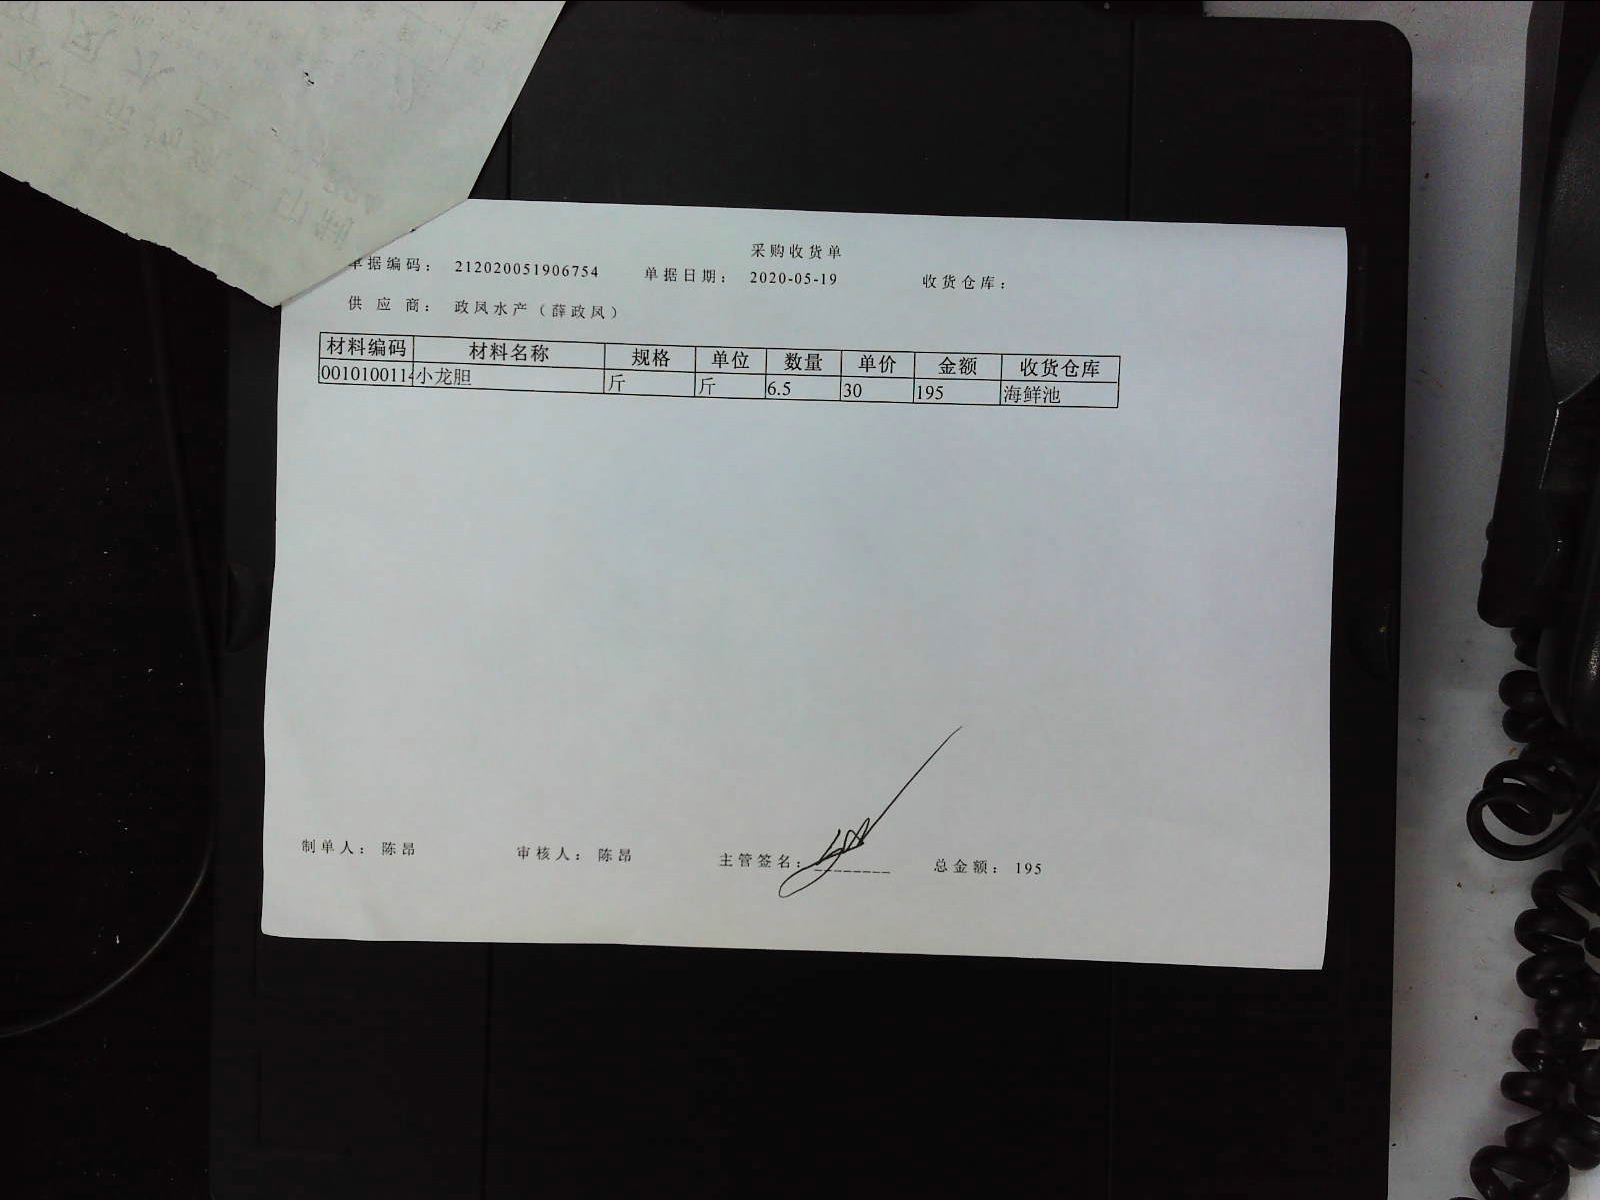 采购收货单
单据编码： 212020051906754 单据日期： 2020-05-19 收货仓库：
供 应 商： 政凤水产（薛政凤）
材料编码 材料名称 规格 单位 数量 单价 金额 收货仓库
0010100114 小龙胆 斤 斤 6.5 30 195 海鲜池
制单人： 陈昂 审核人： 陈昂 主管签名：________ 总金额： 195